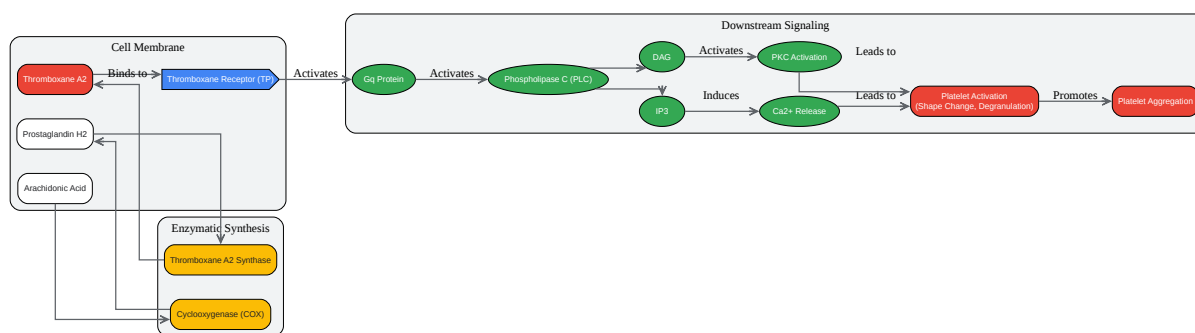 Cell Membrane
Thromboxane A2
Binds to
Thromboxane Receptor (TP)
Prostaglandin H2
Arachidonic Acid
Enzymatic Synthesis
Thromboxane A2 Synthase
Cyclooxygenase (COX)
Activates
Downstream Signaling
Gq Protein
Activates
Phospholipase C (PLC)
DAG
Activates
PKC Activation
Leads to
IP3
Induces
Ca2+ Release
Leads to
Platelet Activation
(Shape Change, Degranulation)
Promotes
Platelet Aggregation